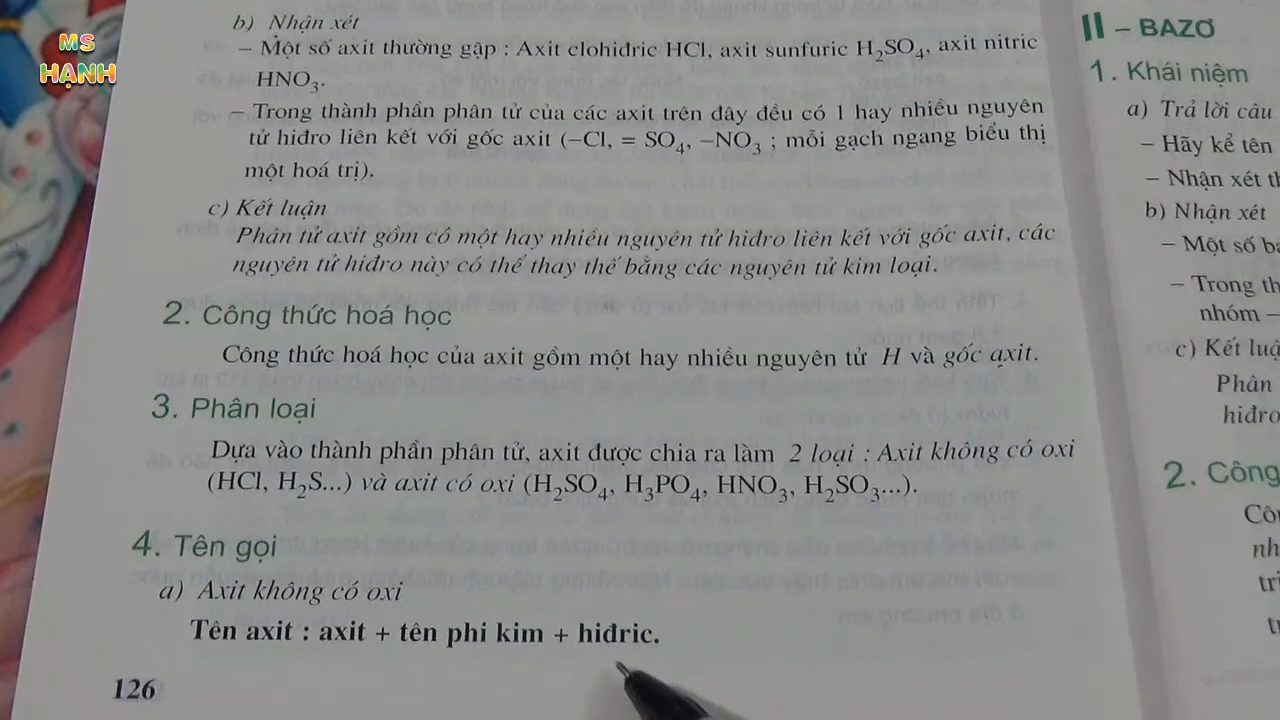 MS
HẠNH
b) Nhận xét
– Một số axit thường gặp : Axit clohiđric HCl, axit sunfuric H₂SO₄, axit nitric
HNO₃.
– Trong thành phần phân tử của các axit trên đây đều có 1 hay nhiều nguyên
tử hiđro liên kết với gốc axit (–Cl, = SO₄, –NO₃ ; mỗi gạch ngang biểu thị
một hoá trị).
c) Kết luận
Phân tử axit gồm có một hay nhiều nguyên tử hiđro liên kết với gốc axit, các
nguyên tử hiđro này có thể thay thế bằng các nguyên tử kim loại.
2. Công thức hoá học
Công thức hoá học của axit gồm một hay nhiều nguyên tử H và gốc axit.
3. Phân loại
Dựa vào thành phần phân tử, axit được chia ra làm 2 loại : Axit không có oxi
(HCl, H₂S...) và axit có oxi (H₂SO₄, H₃PO₄, HNO₃, H₂SO₃...).
4. Tên gọi
a) Axit không có oxi
Tên axit : axit + tên phi kim + hiđric.
126
II – BAZƠ
1. Khái niệm
a) Trả lời câu
– Hãy kể tên
– Nhận xét
b) Nhận xét
– Một số
– Trong
nhóm –
c) Kết
Phân
hiđro
2. Công